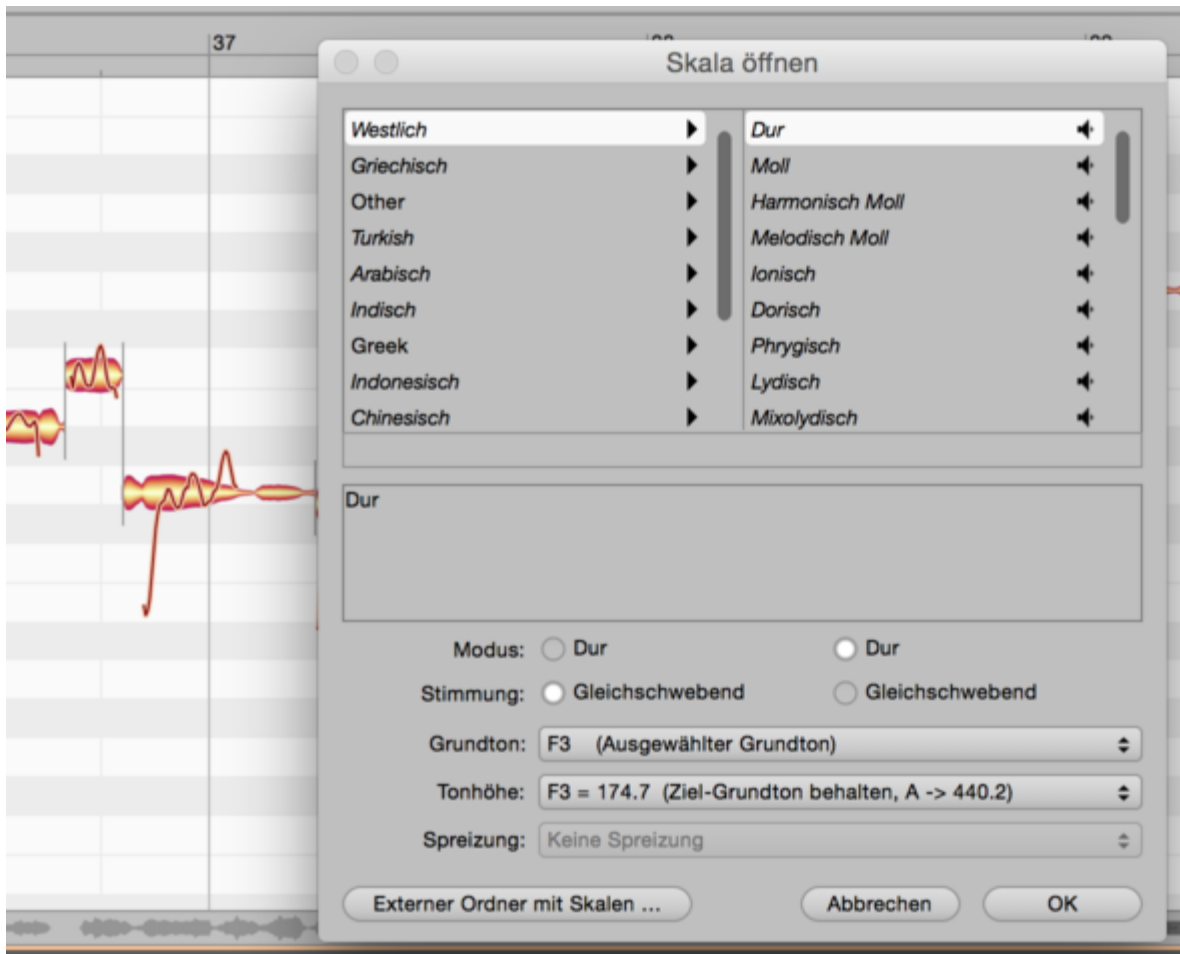 37
Skala öffnen
Westlich
Griechisch
Other
Turkish
Arabisch
Indisch
Greek
Indonesisch
Chinesisch
Dur
Moll
Harmonisch Moll
Melodisch Moll
Ionisch
Dorisch
Phrygisch
Lydisch
Mixolydisch
Dur
Modus: Dur Dur
Stimmung: Gleichschwebend Gleichschwebend
Grundton: F3 (Ausgewählter Grundton)
Tonhöhe: F3 = 174.7 (Ziel-Grundton behalten, A -> 440.2)
Spreizung: Keine Spreizung
Externer Ordner mit Skalen ... Abbrechen OK